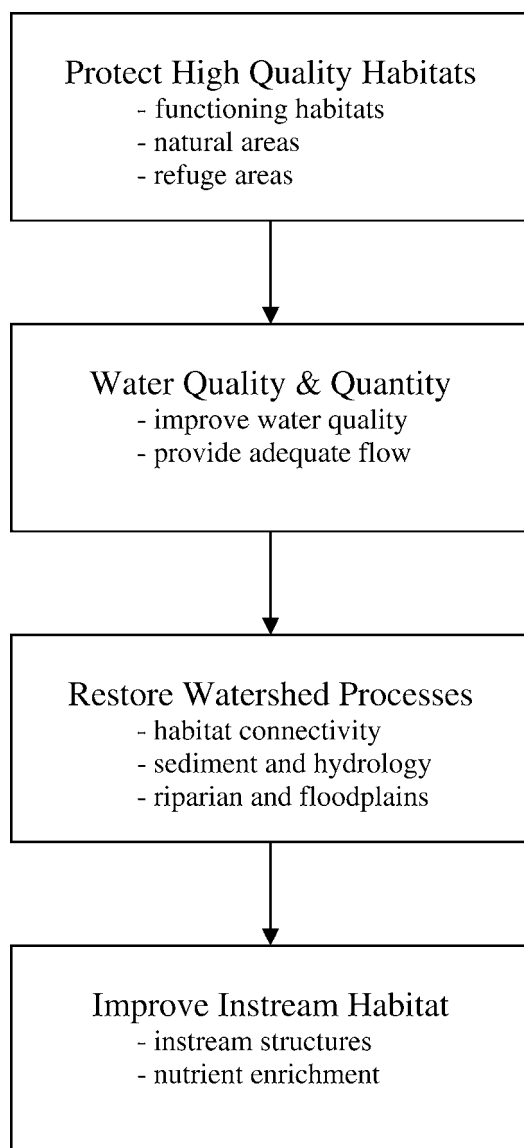 Protect High Quality Habitats
- functioning habitats
- natural areas
- refuge areas
Water Quality & Quantity
- improve water quality
- provide adequate flow
Restore Watershed Processes
- habitat connectivity
- sediment and hydrology
- riparian and floodplains
Improve Instream Habitat
- instream structures
- nutrient enrichment